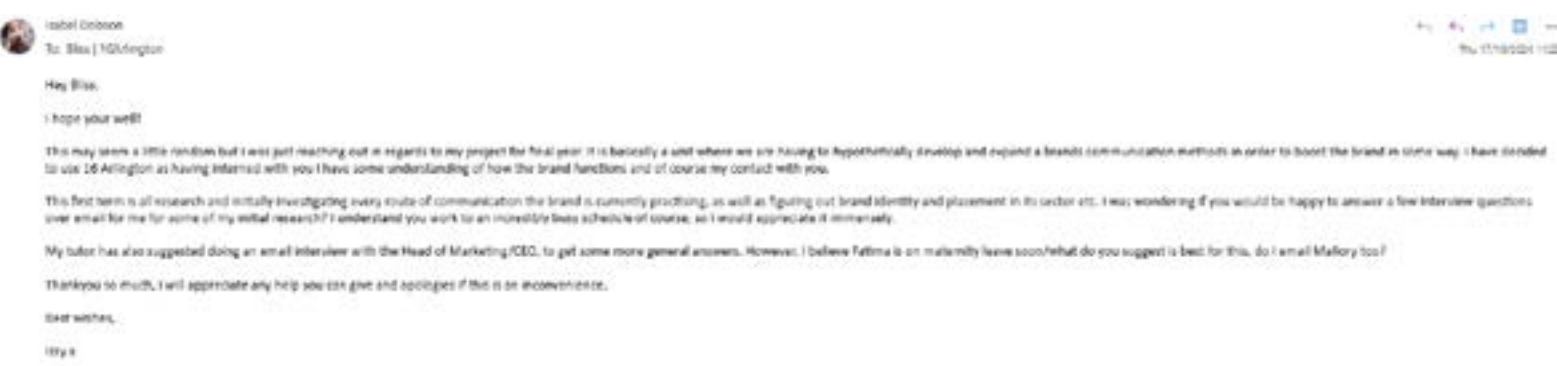 To: Bliss | 16Arlington
Hey Bliss,
I hope your well!
This may seem a little random but I was just reaching out in regards to my project for final year. It is basically a unit where we are having to hypothetically develop and expand a brands communication methods in order to boost the brand in some way. I have decided
to use 16 Arlington as having interned with you I have some understanding of how the brand functions and of course my contact with you.
This first term is all research and initially investigating every route of communication the brand is currently practising, as well as figuring out brand identity and placement in its sector etc. I was wondering if you would be happy to answer a few interview questions
over email for me for some of my initial research? I understand you work to an incredibly busy schedule of course, so I would appreciate it immensely.
My tutor has also suggested doing an email interview with the Head of Marketing/CEO, to get some more general answers. However, I believe Fatima is on maternity leave soon/what do you suggest is best for this, do I email Mallory too?
Thankyou so much, I will appreciate any help you can give and apologies if this is an inconvenience.
Best wishes,